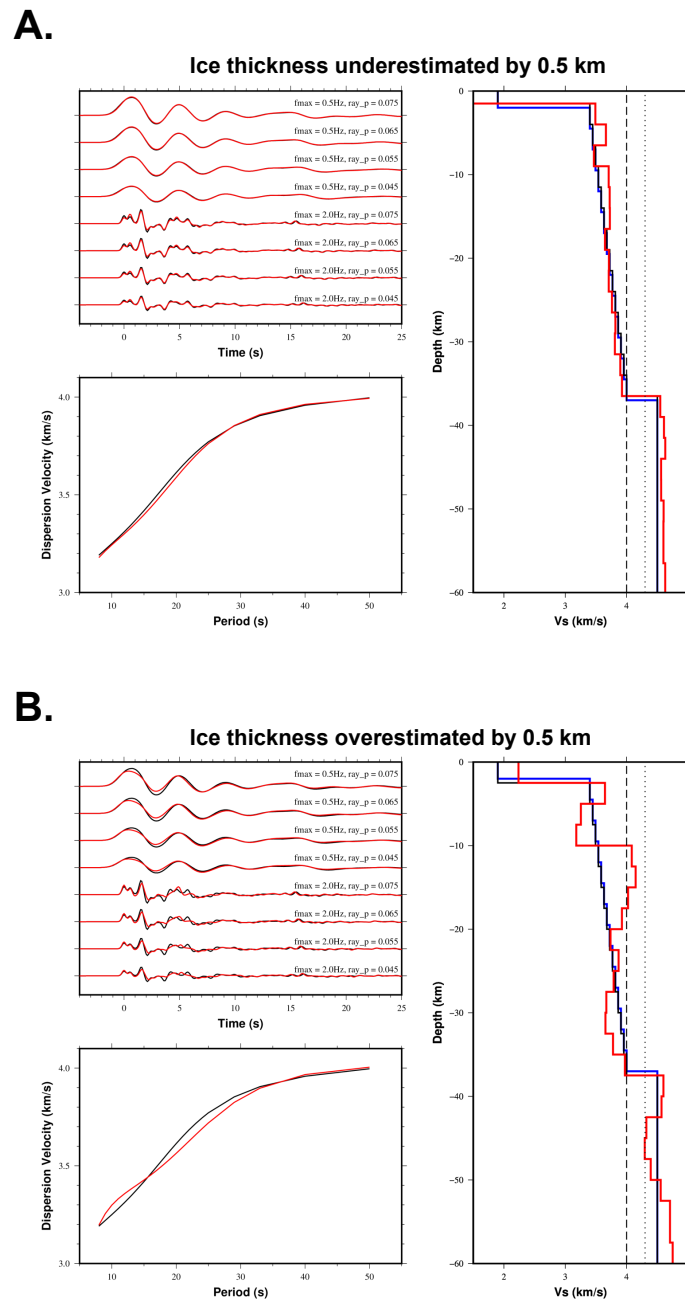 A.
Ice thickness underestimated by 0.5 km
fmax = 0.5Hz, ray_p = 0.075
fmax = 0.5Hz, ray_p = 0.065
fmax = 0.5Hz, ray_p = 0.055
fmax = 0.5Hz, ray_p = 0.045
fmax = 2.0Hz, ray_p = 0.075
fmax = 2.0Hz, ray_p = 0.065
fmax = 2.0Hz, ray_p = 0.055
fmax = 2.0Hz, ray_p = 0.045
0 5 10 15 20 25
Time (s)
4.0
3.5
3.0
Dispersion Velocity (km/s)
10 20 30 40 50
Period (s)
0
−10
−20
−30
−40
−50
−60
Depth (km)
2 3 4
Vs (km/s)
B.
Ice thickness overestimated by 0.5 km
fmax = 0.5Hz, ray_p = 0.075
fmax = 0.5Hz, ray_p = 0.065
fmax = 0.5Hz, ray_p = 0.055
fmax = 0.5Hz, ray_p = 0.045
fmax = 2.0Hz, ray_p = 0.075
fmax = 2.0Hz, ray_p = 0.065
fmax = 2.0Hz, ray_p = 0.055
fmax = 2.0Hz, ray_p = 0.045
0 5 10 15 20 25
Time (s)
4.0
3.5
3.0
Dispersion Velocity (km/s)
10 20 30 40 50
Period (s)
0
−10
−20
−30
−40
−50
−60
Depth (km)
2 3 4
Vs (km/s)